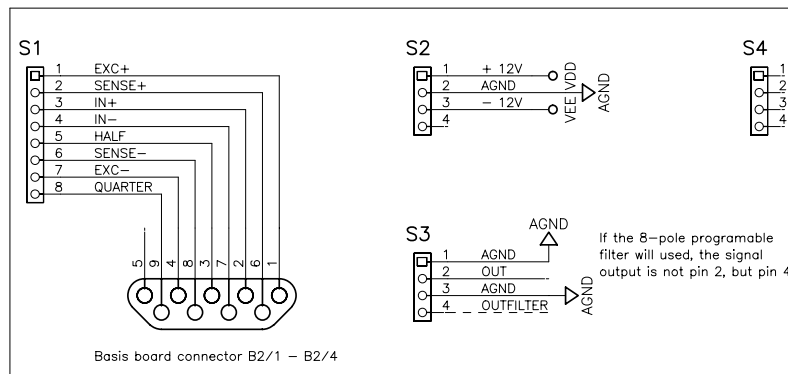 S1
1 EXC+
2 SENSE+
3 IN+
4 IN-
5 HALF
6 SENSE-
7 EXC-
8 QUARTER
5 9 4 8 3 7 2 6 1
Basis board connector B2/1 - B2/4
S2
1 + 12V
2 AGND
3 - 12V
4
VEE VDD
AGND
S3
1 AGND
2 OUT
3 AGND
4 OUTFILTER
AGND
AGND
If the 8-pole programable
filter will used, the signal
output is not pin 2, but pin 4
S4
1
2
3
4